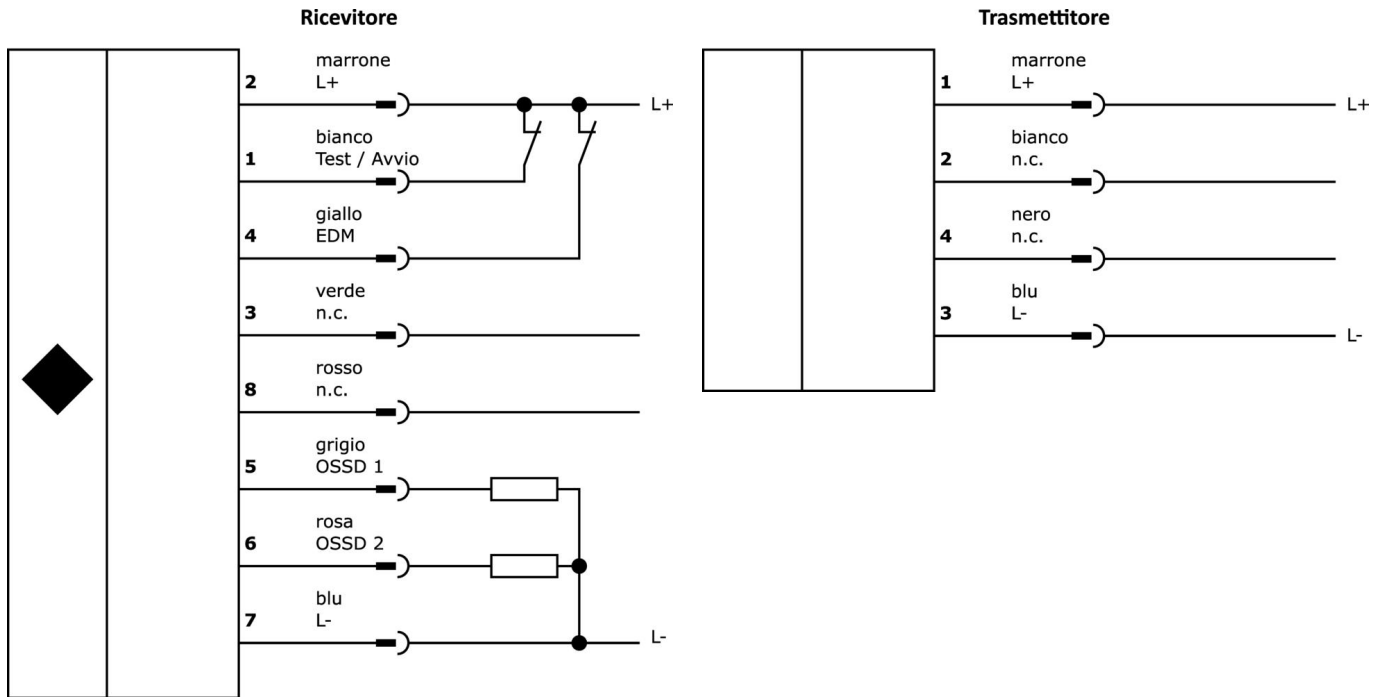 Ricevitore
marrone
2 L+
L+
bianco
1 Test / Avvio
giallo
4 EDM
verde
3 n.c.
rosso
8 n.c.
grigio
5 OSSD 1
rosa
6 OSSD 2
blu
7 L-
L-
Trasmettitore
marrone
1 L+
L+
bianco
2 n.c.
nero
4 n.c.
blu
3 L-
L-